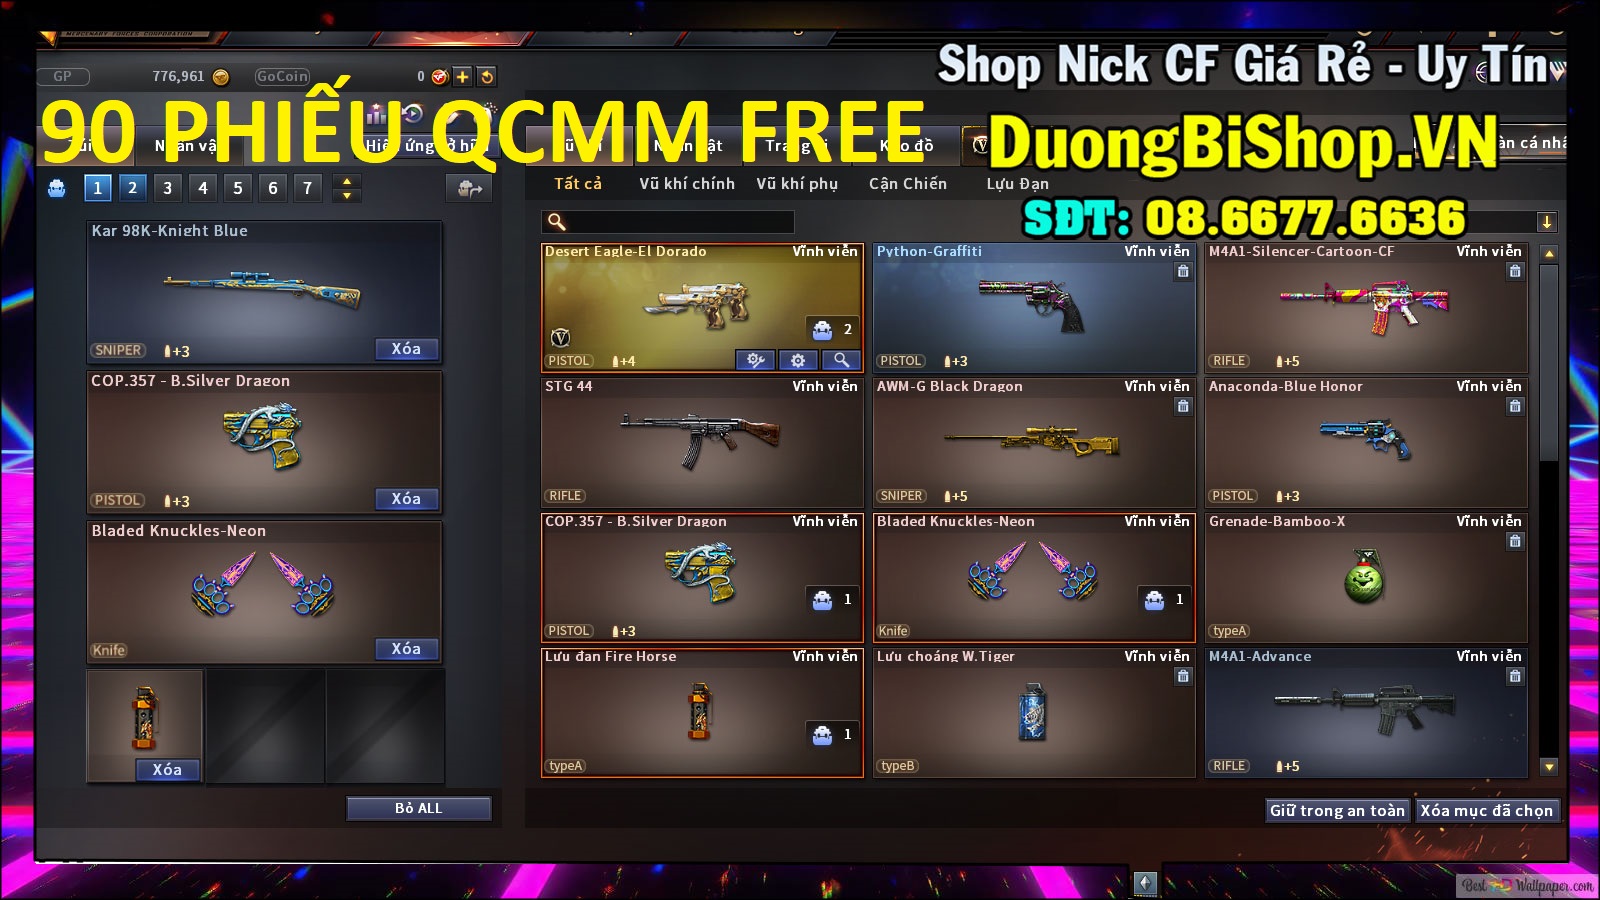 MERCENARY FORCES CORPORATION
Shop Nick CF Giá Rẻ - Uy Tín
GP 776,961 GoCoin 0
90 PHIẾU QCMM FREE
DuongBiShop.VN
SĐT: 08.6677.6636
1 2 3 4 5 6 7
Tất cả Vũ khí chính Vũ khí phụ Cận Chiến Lựu Đạn
Kar 98K-Knight Blue
SNIPER +3 Xóa
COP.357 - B.Silver Dragon
PISTOL +3 Xóa
Bladed Knuckles-Neon
Knife Xóa
Xóa
Bỏ ALL
Desert Eagle-El Dorado Vĩnh viễn
2
PISTOL +4
Python-Graffiti Vĩnh viễn
PISTOL +3
M4A1-Silencer-Cartoon-CF Vĩnh viễn
RIFLE +5
STG 44 Vĩnh viễn
RIFLE
AWM-G Black Dragon Vĩnh viễn
SNIPER +5
Anaconda-Blue Honor Vĩnh viễn
PISTOL +3
COP.357 - B.Silver Dragon Vĩnh viễn
1
PISTOL +3
Bladed Knuckles-Neon Vĩnh viễn
1
Knife
Grenade-Bamboo-X Vĩnh viễn
typeA
Lưu đan Fire Horse Vĩnh viễn
1
typeA
Lưu choáng W.Tiger Vĩnh viễn
typeB
M4A1-Advance Vĩnh viễn
RIFLE +5
Giữ trong an toàn Xóa mục đã chọn
Best HD Wallpaper.com